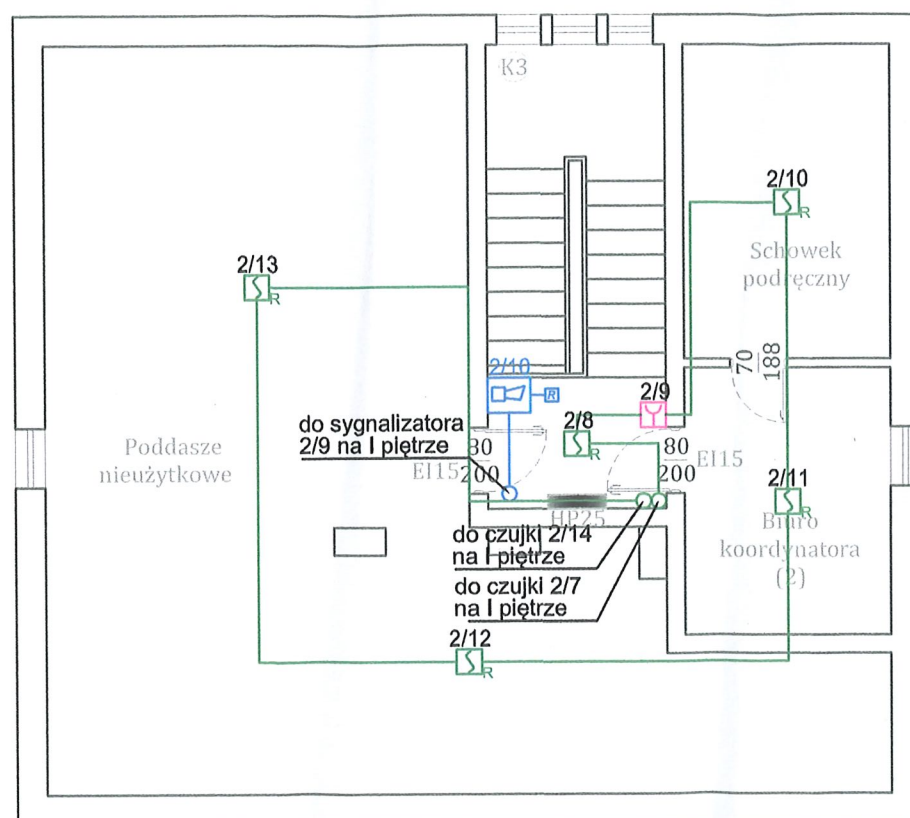 K3
2/10
R
Schowek
podręczny
2/13
R
70
188
2/10
R
2/9
2/8
R
do sygnalizatora
2/9 na I piętrze
80
200
EI15
80
200
EI15
Poddasze
nieużytkowe
2/11
R
HP25
Biuro
koordynatora
(2)
do czujki 2/14
na I piętrze
do czujki 2/7
na I piętrze
2/12
R